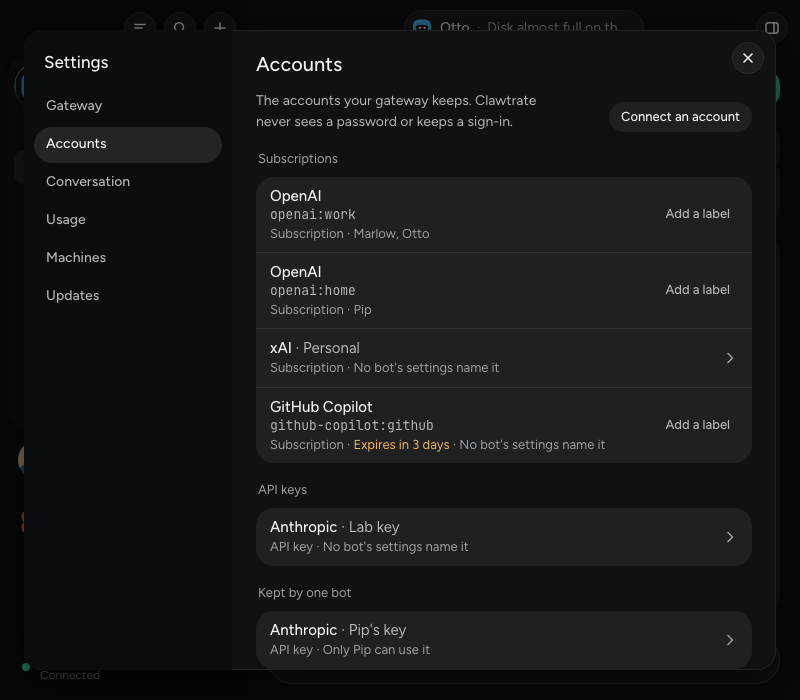 Otto · Disk almost full on th
Settings
Gateway
Accounts
Conversation
Usage
Machines
Updates
Accounts
The accounts your gateway keeps. Clawtrate
never sees a password or keeps a sign-in.
Connect an account
Subscriptions
OpenAI
openai:work
Subscription · Marlow, Otto
Add a label
OpenAI
openai:home
Subscription · Pip
Add a label
xAI · Personal
Subscription · No bot's settings name it
GitHub Copilot
github-copilot:github
Subscription · Expires in 3 days · No bot's settings name it
Add a label
API keys
Anthropic · Lab key
API key · No bot's settings name it
Kept by one bot
Anthropic · Pip's key
API key · Only Pip can use it
Connected